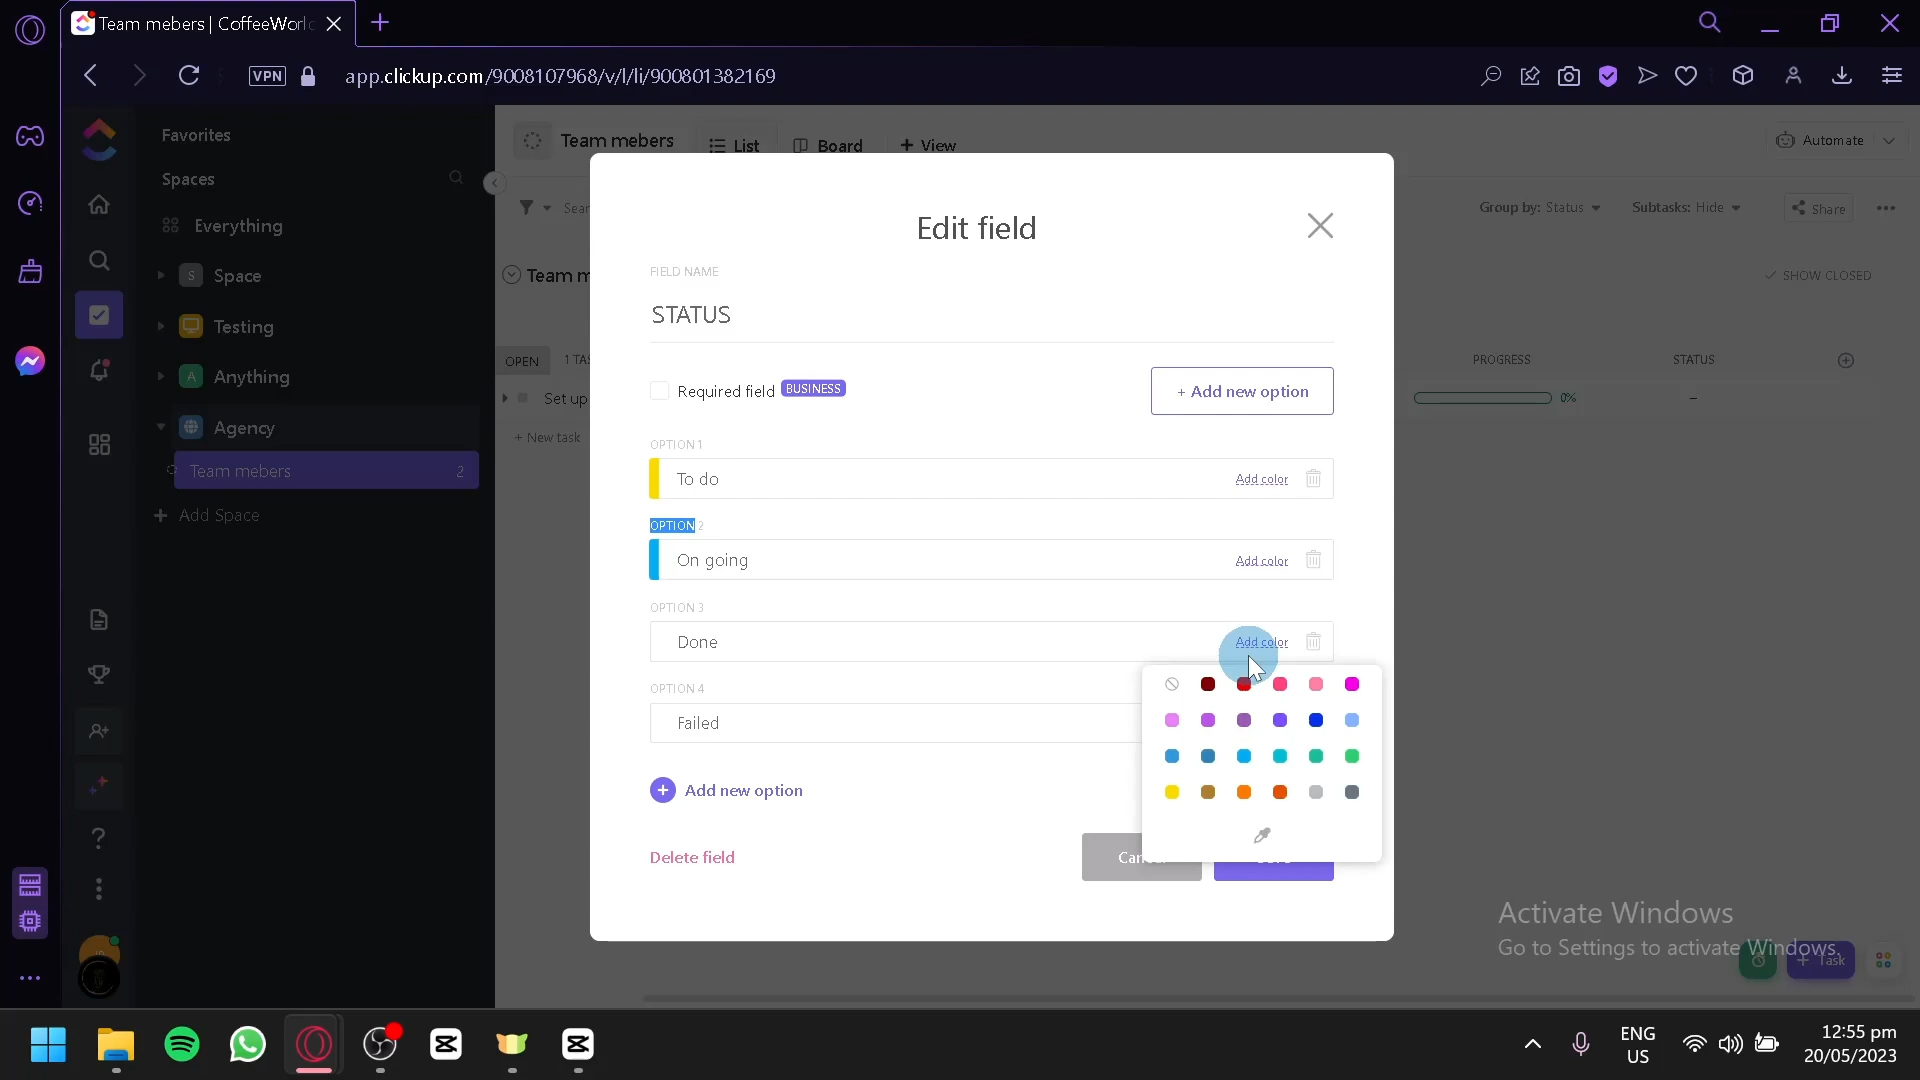 Team mebers | CoffeeWorl
VPN
app.clickup.com/9008107968/v/l/li/900801382169
Favorites
Spaces
Everything
S Space
Testing
A Anything
Agency
Team mebers 2
+ Add Space
Team mebers
List
Board
+ View
Automate
Sear
Group by: Status
Subtasks: Hide
Share
Team m
SHOW CLOSED
OPEN
1 TAS
PROGRESS
STATUS
Set up
0%
–
+ New task
Edit field
FIELD NAME
STATUS
Required field BUSINESS
+ Add new option
OPTION 1
To do
Add color
OPTION 2
On going
Add color
OPTION 3
Done
Add color
OPTION 4
Failed
+ Add new option
Delete field
Activate Windows
Go to Settings to activate Windows.
+ Task
ENG
US
12:55 pm
20/05/2023